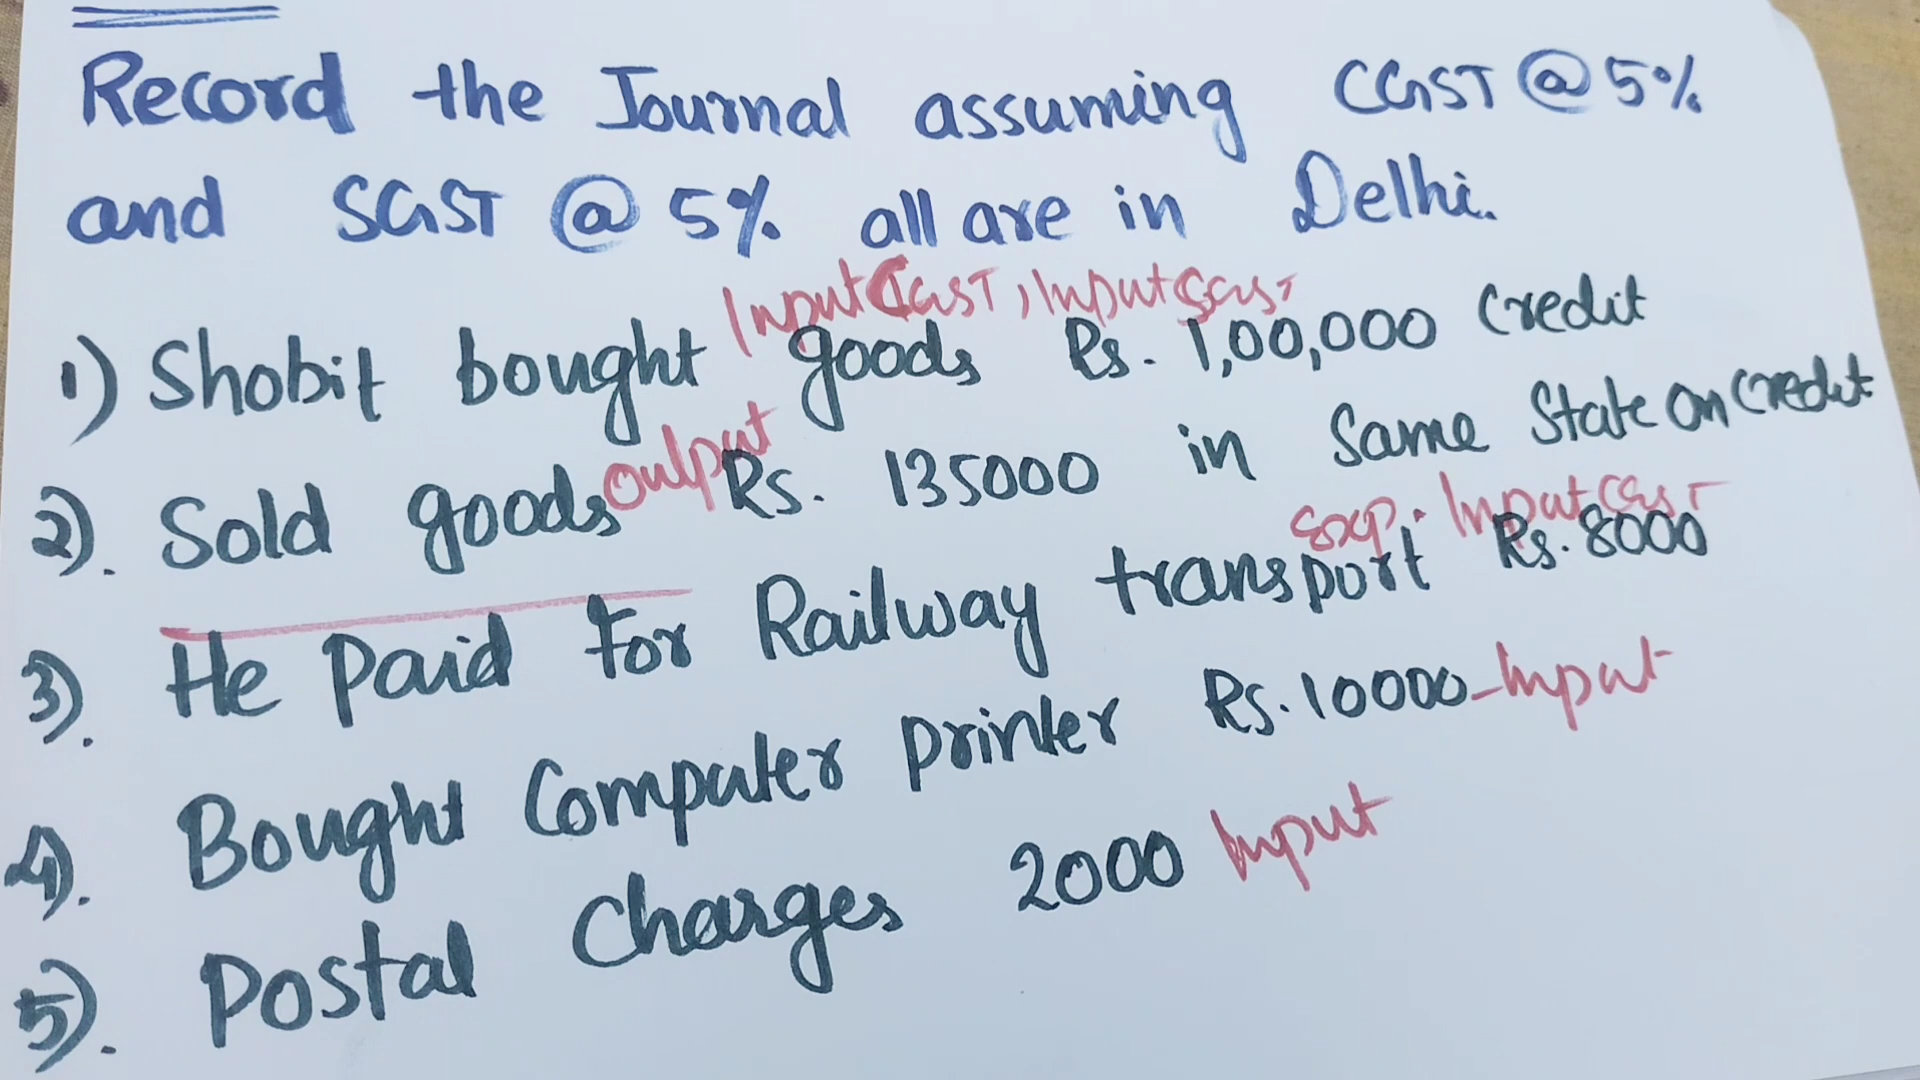 Record the Journal assuming CGST @ 5%
and SGST @ 5% all are in Delhi.
Input CGST, Input SGST
1) Shobit bought goods Rs. 1,00,000 Credit
output
2). Sold goods Rs. 135000 in Same State on Credit
exp. Input CGST
3). He Paid For Railway transport Rs. 8000
4). Bought Computer printer Rs. 10000 - Input
5). Postal Charges 2000 Input